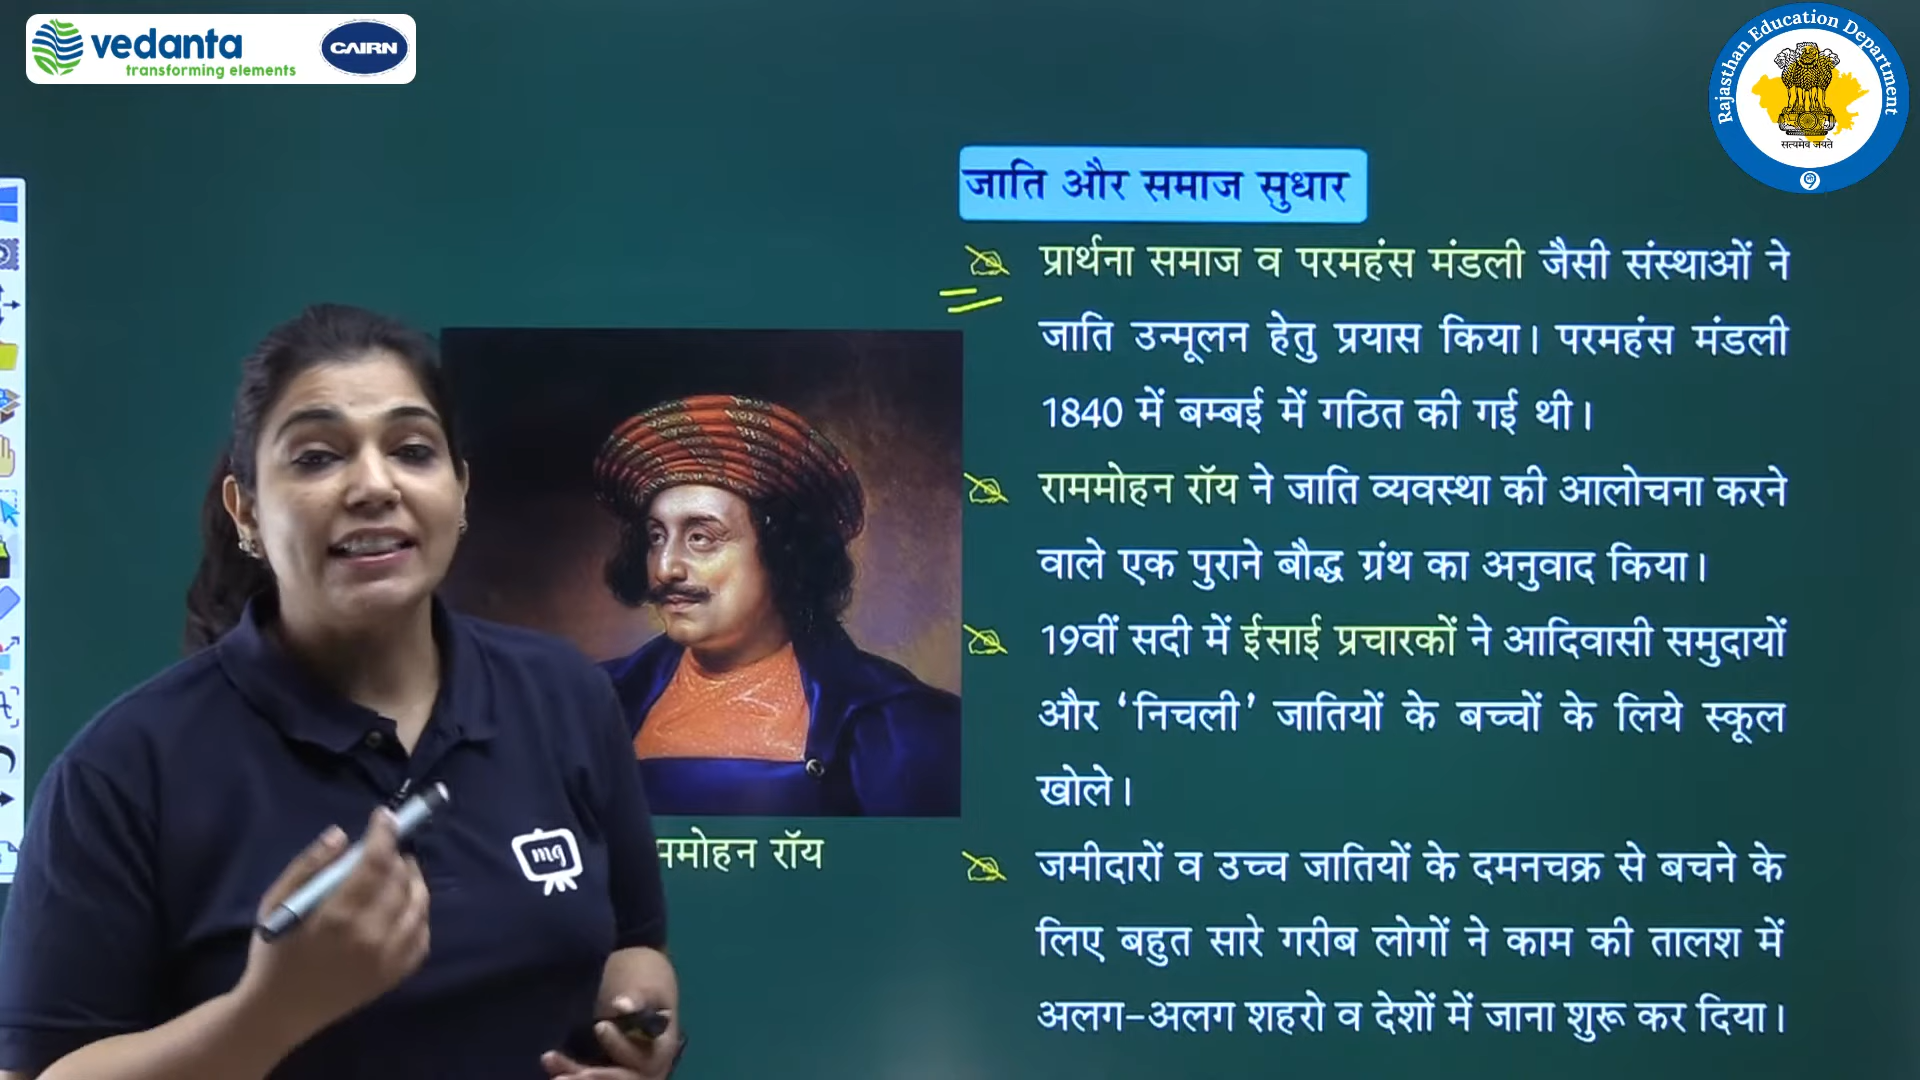 vedanta
transforming elements
CAIRN
Rajasthan Education Department
सत्यमेव जयते
जाति और समाज सुधार
प्रार्थना समाज व परमहंस मंडली जैसी संस्थाओं ने
जाति उन्मूलन हेतु प्रयास किया। परमहंस मंडली
1840 में बम्बई में गठित की गई थी।
राममोहन रॉय ने जाति व्यवस्था की आलोचना करने
वाले एक पुराने बौद्ध ग्रंथ का अनुवाद किया।
19वीं सदी में ईसाई प्रचारकों ने आदिवासी समुदायों
और ‘निचली’ जातियों के बच्चों के लिये स्कूल
खोले।
जमीदारों व उच्च जातियों के दमनचक्र से बचने के
लिए बहुत सारे गरीब लोगों ने काम की तालश में
अलग-अलग शहरो व देशों में जाना शुरू कर दिया।
ममोहन रॉय
mg